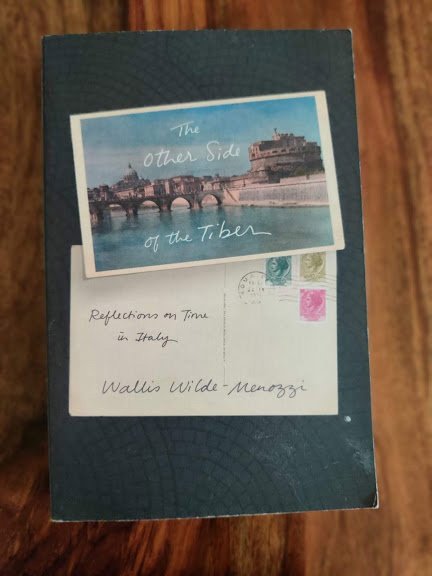 The
Other Side
of the Tiber
Reflections on Time
in Italy
Wallis Wilde-Menozzi